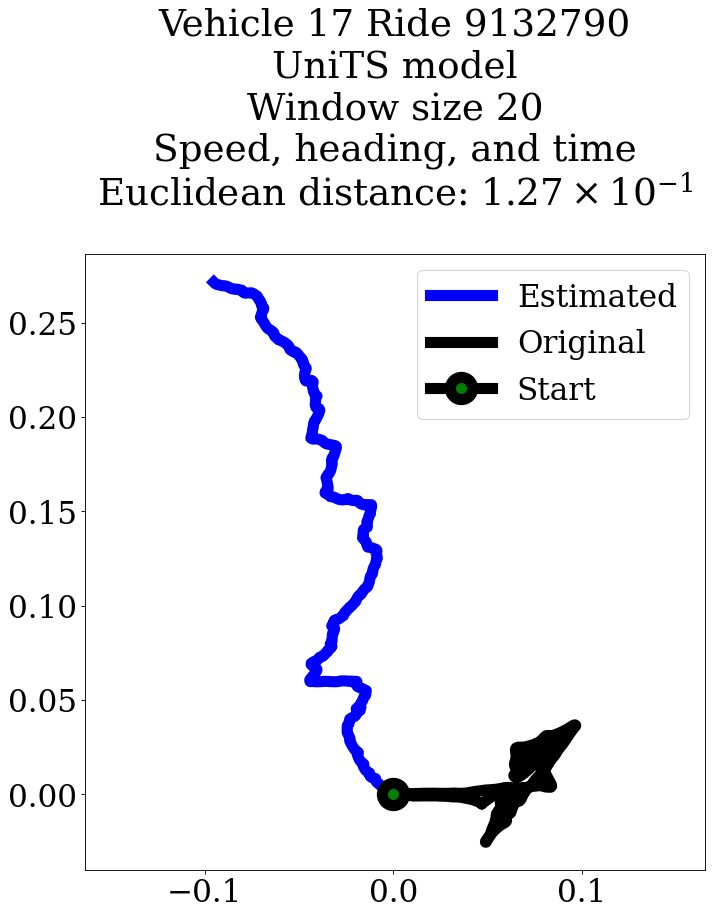 Vehicle 17 Ride 9132790
UniTS model
Window size 20
Speed, heading, and time
Euclidean distance: 1.27 × 10⁻¹
Estimated
Original
Start
0.25
0.20
0.15
0.10
0.05
0.00
−0.1 0.0 0.1